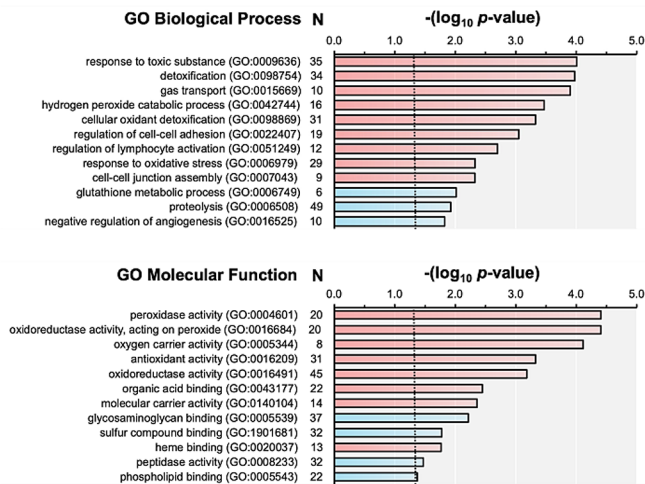 GO Biological Process N -(log10 p-value)
0.0 1.0 2.0 3.0 4.0 5.0
response to toxic substance (GO:0009636) 35
detoxification (GO:0098754) 34
gas transport (GO:0015669) 10
hydrogen peroxide catabolic process (GO:0042744) 16
cellular oxidant detoxification (GO:0098869) 31
regulation of cell-cell adhesion (GO:0022407) 19
regulation of lymphocyte activation (GO:0051249) 12
response to oxidative stress (GO:0006979) 29
cell-cell junction assembly (GO:0007043) 9
glutathione metabolic process (GO:0006749) 6
proteolysis (GO:0006508) 49
negative regulation of angiogenesis (GO:0016525) 10
GO Molecular Function N -(log10 p-value)
0.0 1.0 2.0 3.0 4.0 5.0
peroxidase activity (GO:0004601) 20
oxidoreductase activity, acting on peroxide (GO:0016684) 20
oxygen carrier activity (GO:0005344) 8
antioxidant activity (GO:0016209) 31
oxidoreductase activity (GO:0016491) 45
organic acid binding (GO:0043177) 22
molecular carrier activity (GO:0140104) 14
glycosaminoglycan binding (GO:0005539) 37
sulfur compound binding (GO:1901681) 32
heme binding (GO:0020037) 13
peptidase activity (GO:0008233) 32
phospholipid binding (GO:0005543) 22